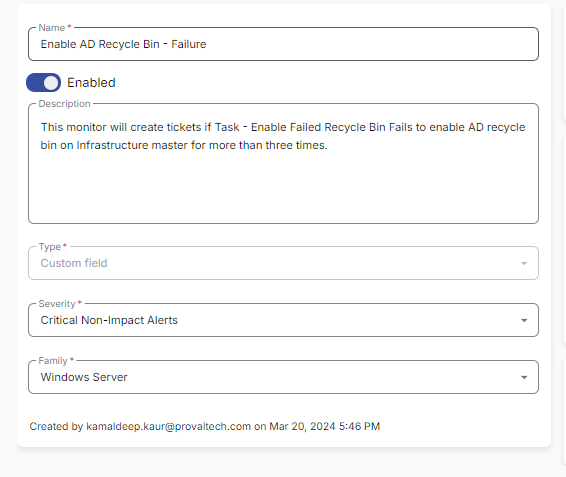 Name *
Enable AD Recycle Bin - Failure
Enabled
Description
This monitor will create tickets if Task - Enable Failed Recycle Bin Fails to enable AD recycle
bin on Infrastructure master for more than three times.
Type *
Custom field
Severity *
Critical Non-Impact Alerts
Family *
Windows Server
Created by kamaldeep.kaur@provaltech.com on Mar 20, 2024 5:46 PM